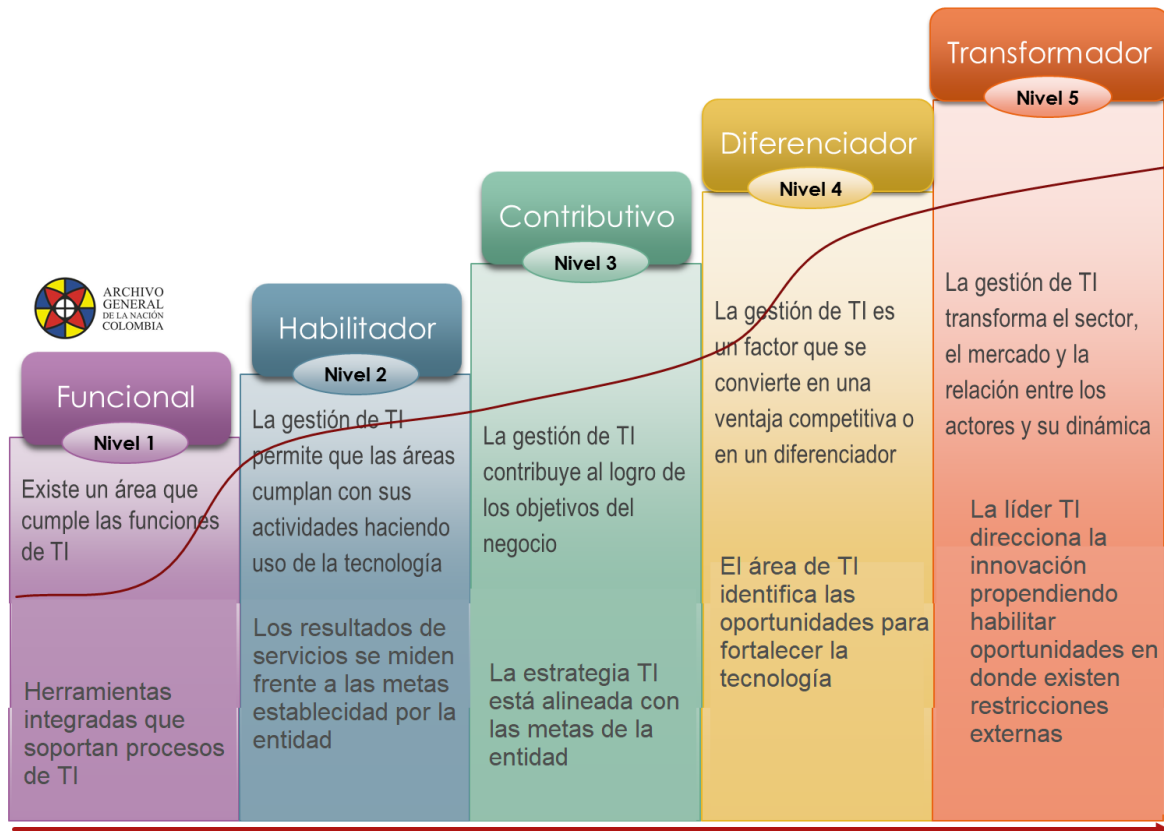 Transformador
Nivel 5
La gestión de TI
transforma el sector,
el mercado y la
relación entre los
actores y su dinámica
La líder TI
direcciona la
innovación
propendiendo
habilitar
oportunidades en
donde existen
restricciones
externas
Diferenciador
Nivel 4
La gestión de TI es
un factor que se
convierte en una
ventaja competitiva o
en un diferenciador
El área de TI
identifica las
oportunidades para
fortalecer la
tecnología
Contributivo
Nivel 3
La gestión de TI
contribuye al logro de
los objetivos del
negocio
La estrategia TI
está alineada con
las metas de la
entidad
ARCHIVO
GENERAL
DE LA NACIÓN
COLOMBIA
Habilitador
Nivel 2
La gestión de TI
permite que las áreas
cumplan con sus
actividades haciendo
uso de la tecnología
Los resultados de
servicios se miden
frente a las metas
establecidad por la
entidad
Funcional
Nivel 1
Existe un área que
cumple las funciones
de TI
Herramientas
integradas que
soportan procesos
de TI